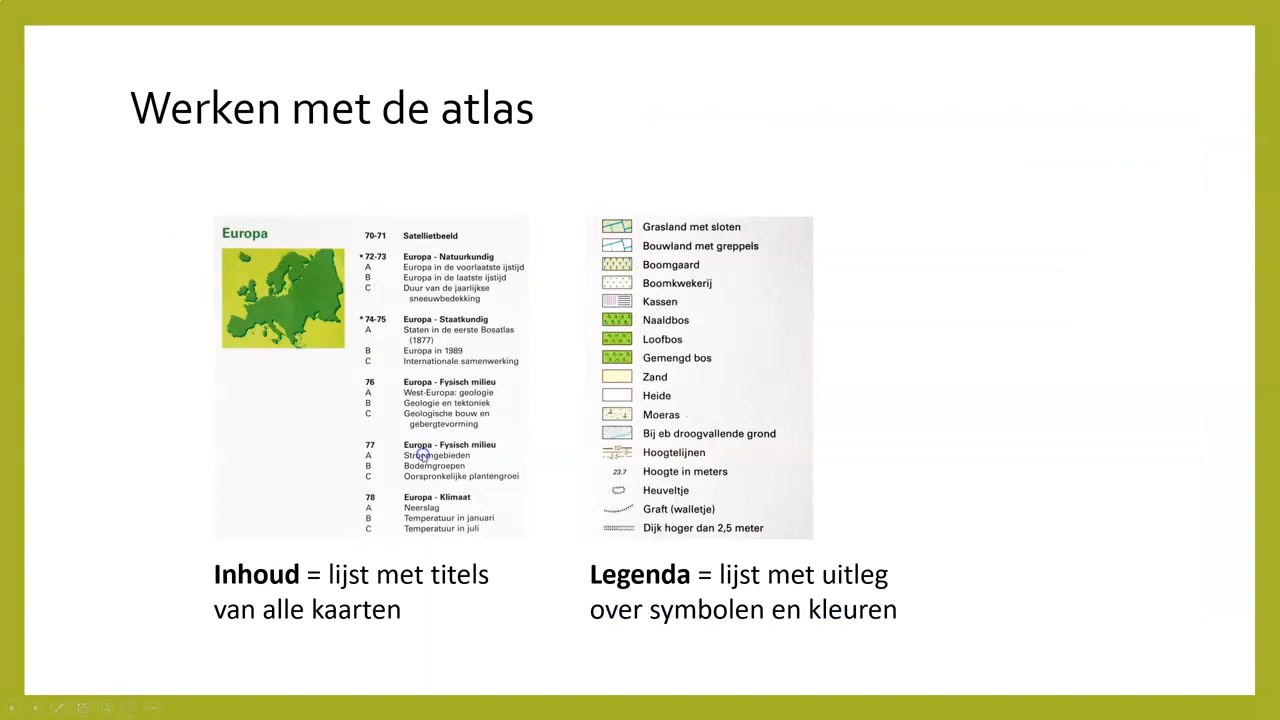 Werken met de atlas
Europa
70-71 Satellietbeeld
*72-73 Europa - Natuurkundig
A Europa in de voorlaatste ijstijd
B Europa in de laatste ijstijd
C Duur van de jaarlijkse
sneeuwbedekking
*74-75 Europa - Staatkundig
A Staten in de eerste Bosatlas
(1877)
B Europa in 1989
C Internationale samenwerking
76 Europa - Fysisch milieu
A West-Europa: geologie
B Geologie en tektoniek
C Geologische bouw en
gebergtevorming
77 Europa - Fysisch milieu
A Stroomgebieden
B Bodemgroepen
C Oorspronkelijke plantengroei
78 Europa - Klimaat
A Neerslag
B Temperatuur in januari
C Temperatuur in juli
Inhoud = lijst met titels
van alle kaarten
Grasland met sloten
Bouwland met greppels
Boomgaard
Boomkwekerij
Kassen
Naaldbos
Loofbos
Gemengd bos
Zand
Heide
Moeras
Bij eb droogvallende grond
Hoogtelijnen
23.7 Hoogte in meters
Heuveltje
Graft (walletje)
Dijk hoger dan 2,5 meter
Legenda = lijst met uitleg
over symbolen en kleuren